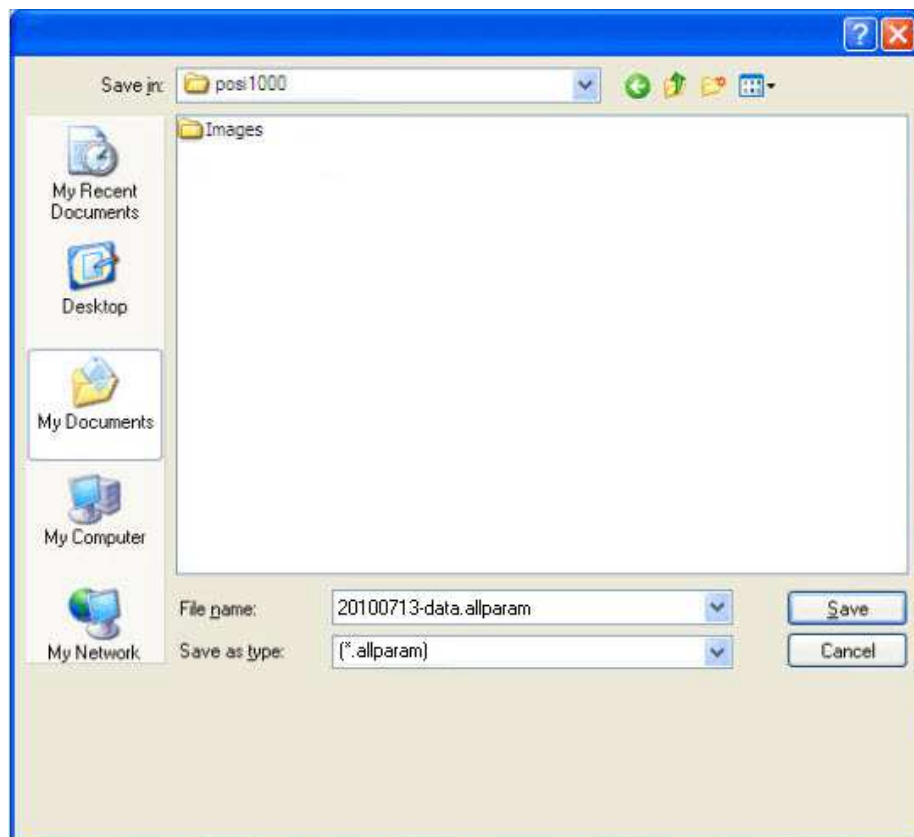 ?
Save in:
posi1000
Images
My Recent
Documents
Desktop
My Documents
My Computer
My Network
File name:
20100713-data.allparam
Save
Save as type:
(*.allparam)
Cancel